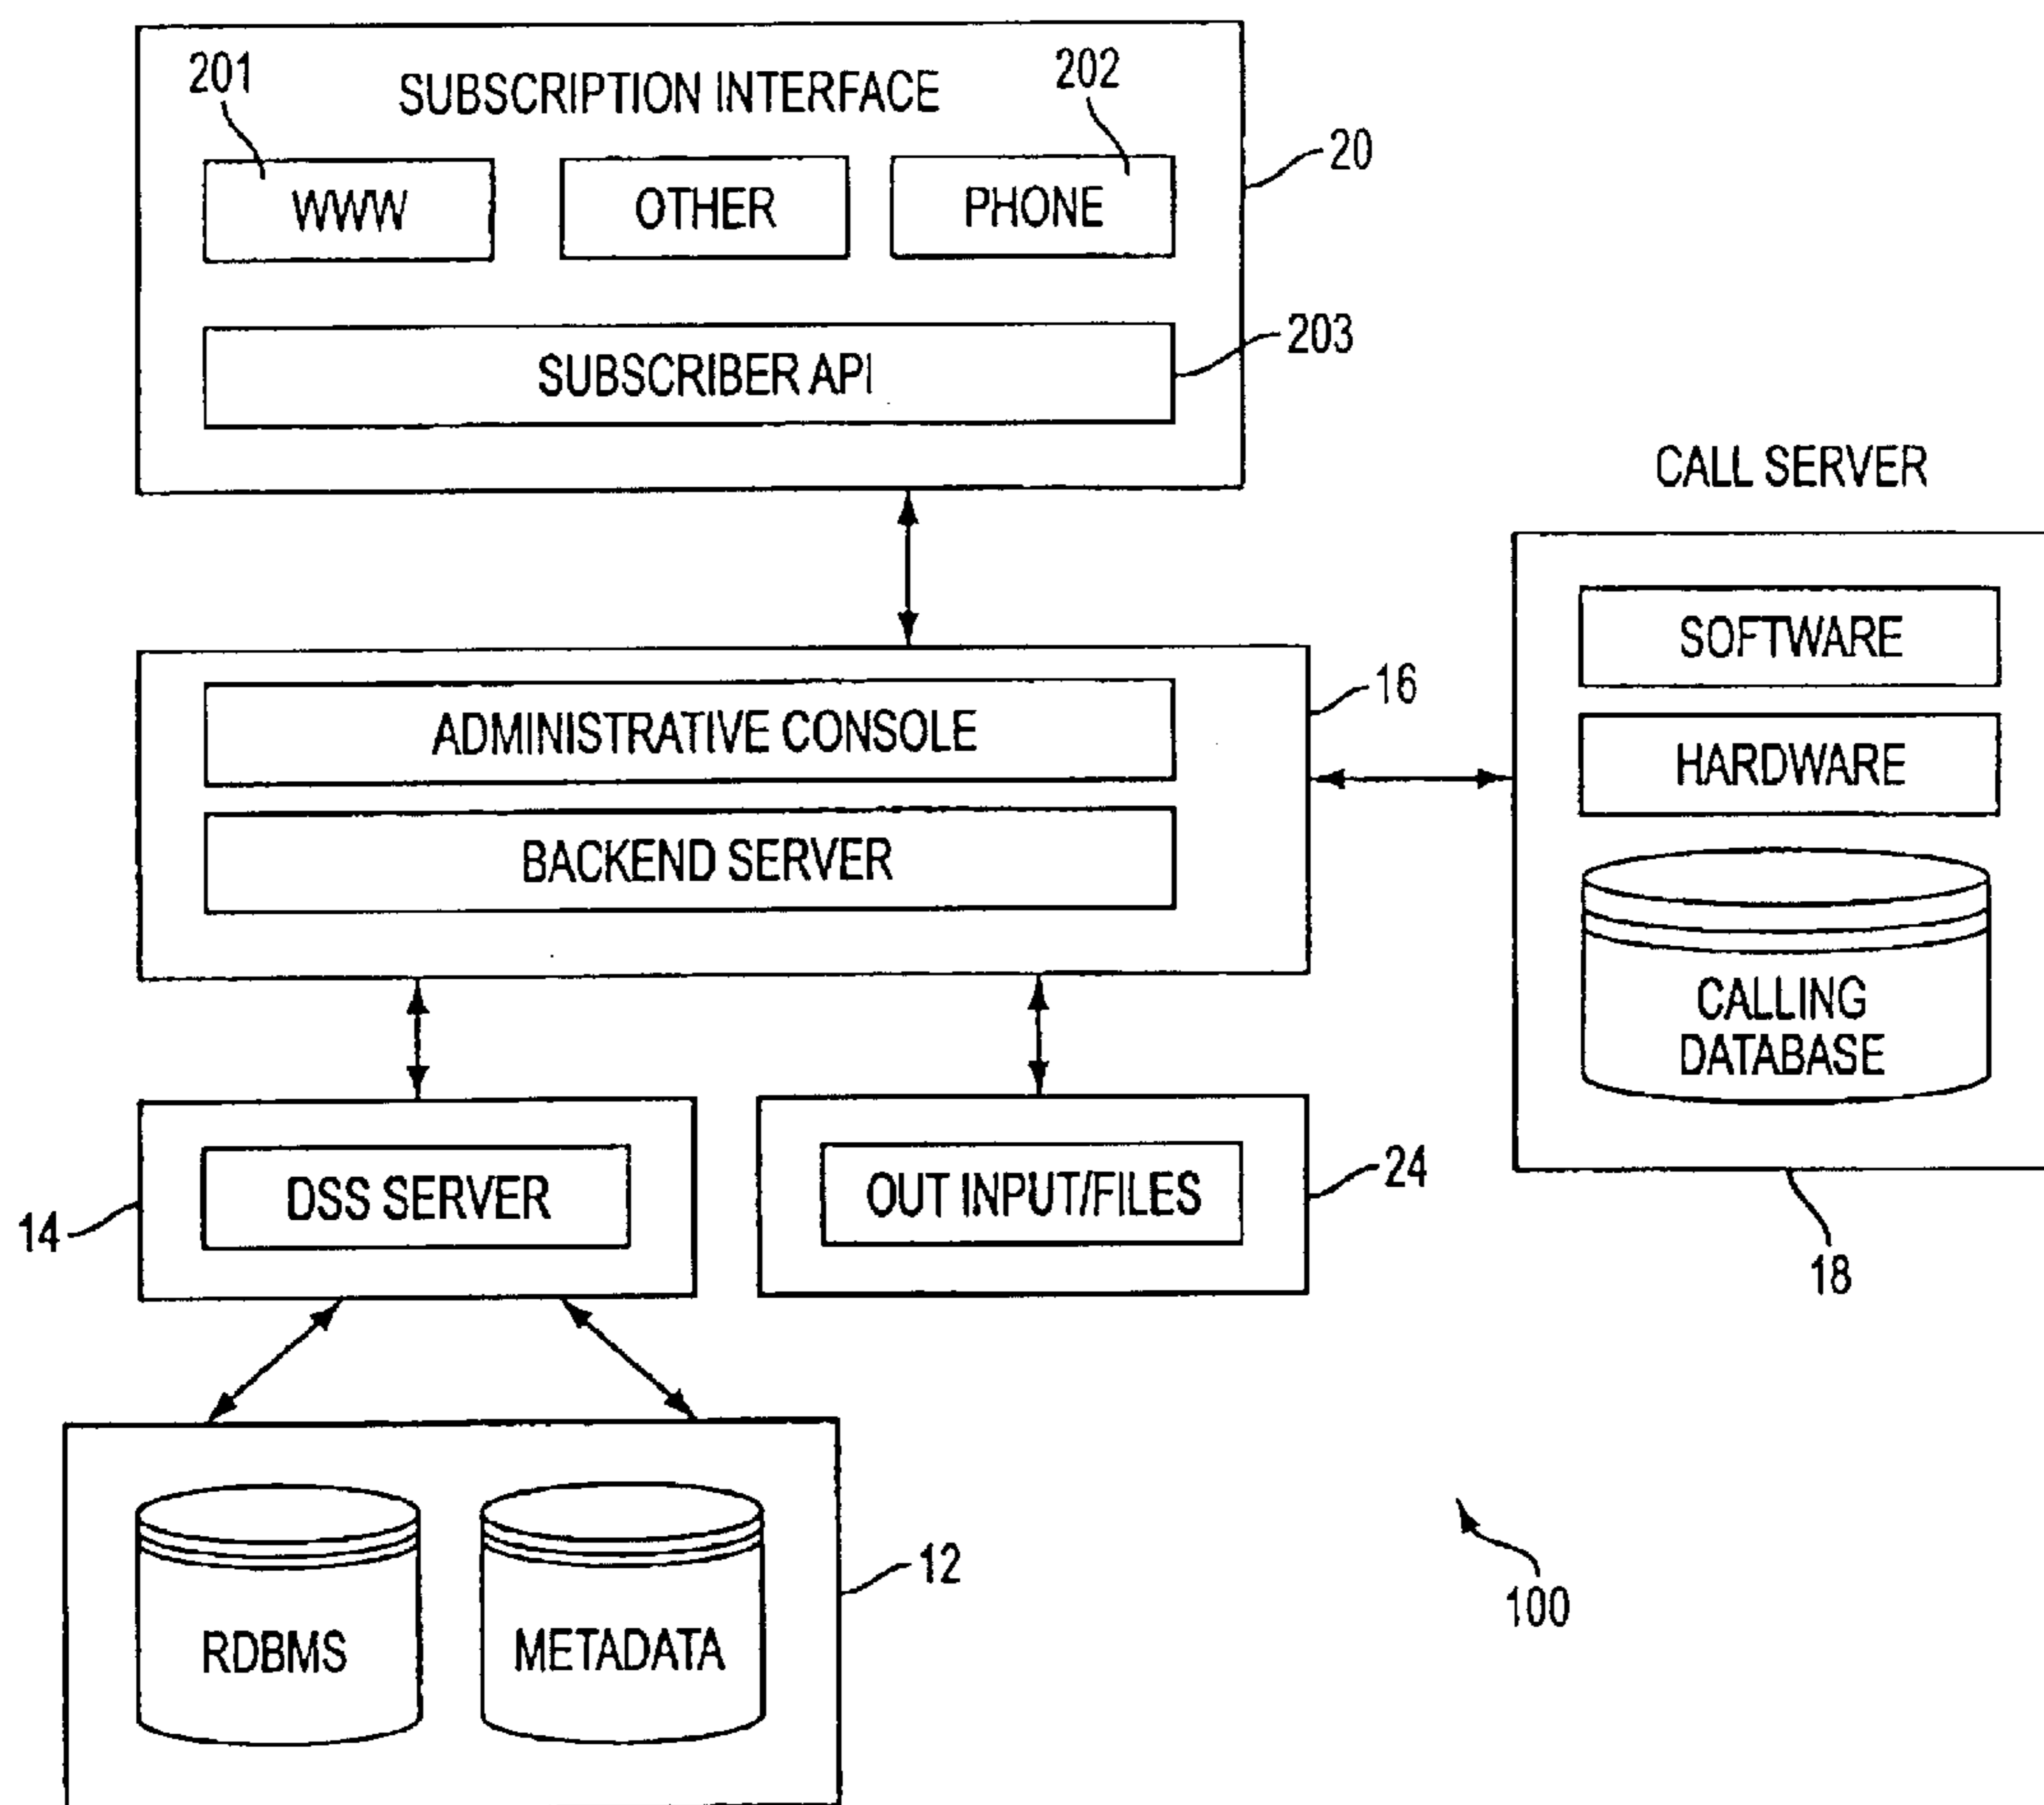 201
SUBSCRIPTION INTERFACE
202
20
WWW
OTHER
PHONE
203
SUBSCRIBER API
CALL SERVER
16
SOFTWARE
ADMINISTRATIVE CONSOLE
HARDWARE
BACKEND SERVER
CALLING
DATABASE
14
DSS SERVER
OUT INPUT/FILES
24
18
12
RDBMS
METADATA
100